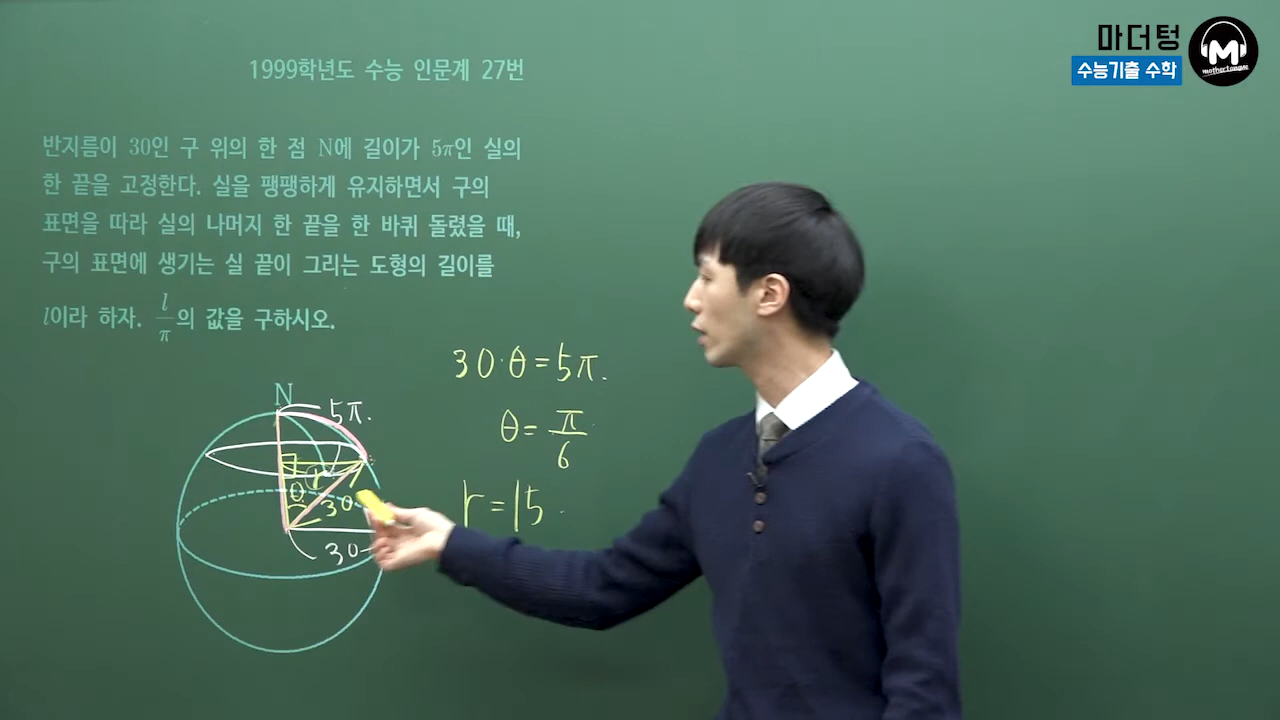 마더텅
수능기출 수학
M
mothertongue
1999학년도 수능 인문계 27번
반지름이 30인 구 위의 한 점 N에 길이가 5π인 실의
한 끝을 고정한다. 실을 팽팽하게 유지하면서 구의
표면을 따라 실의 나머지 한 끝을 한 바퀴 돌렸을 때,
구의 표면에 생기는 실 끝이 그리는 도형의 길이를
l이라 하자. l/π의 값을 구하시오.
30·θ=5π.
θ=π/6
r=15.
N
5π.
r
θ
30
30